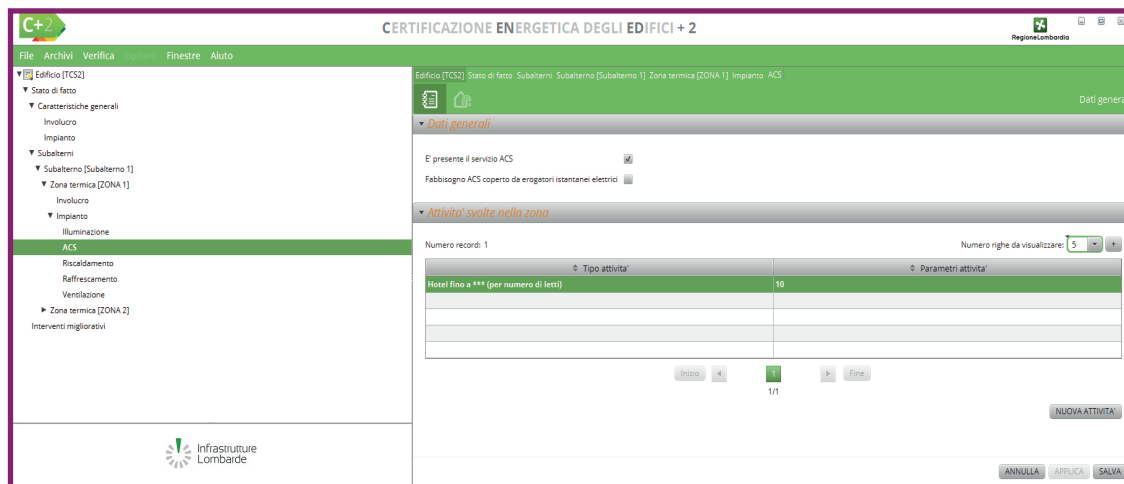 C+2
CERTIFICAZIONE ENERGETICA DEGLI EDIFICI + 2
RegioneLombardia
File Archivi Verifica Opzioni Finestre Aiuto
Edificio [TCS2]
Stato di fatto
Caratteristiche generali
Involucro
Impianto
Subalterni
Subalterno [Subalterno 1]
Zona termica [ZONA 1]
Involucro
Impianto
Illuminazione
ACS
Riscaldamento
Raffrescamento
Ventilazione
Zona termica [ZONA 2]
Interventi migliorativi
Infrastrutture
Lombarde
Edificio [TCS2] Stato di fatto Subalterni Subalterno [Subalterno 1] Zona termica [ZONA 1] Impianto ACS
Dati genera
Dati generali
E' presente il servizio ACS
Fabbisogno ACS coperto da erogatori istantanei elettrici
Attivita' svolte nella zona
Numero record: 1 Numero righe da visualizzare: 5 +
Tipo attivita' Parametri attivita'
Hotel fino a *** (per numero di letti) 10
Inizio 1 Fine
1/1
NUOVA ATTIVITA'
ANNULLA APPLICA SALVA